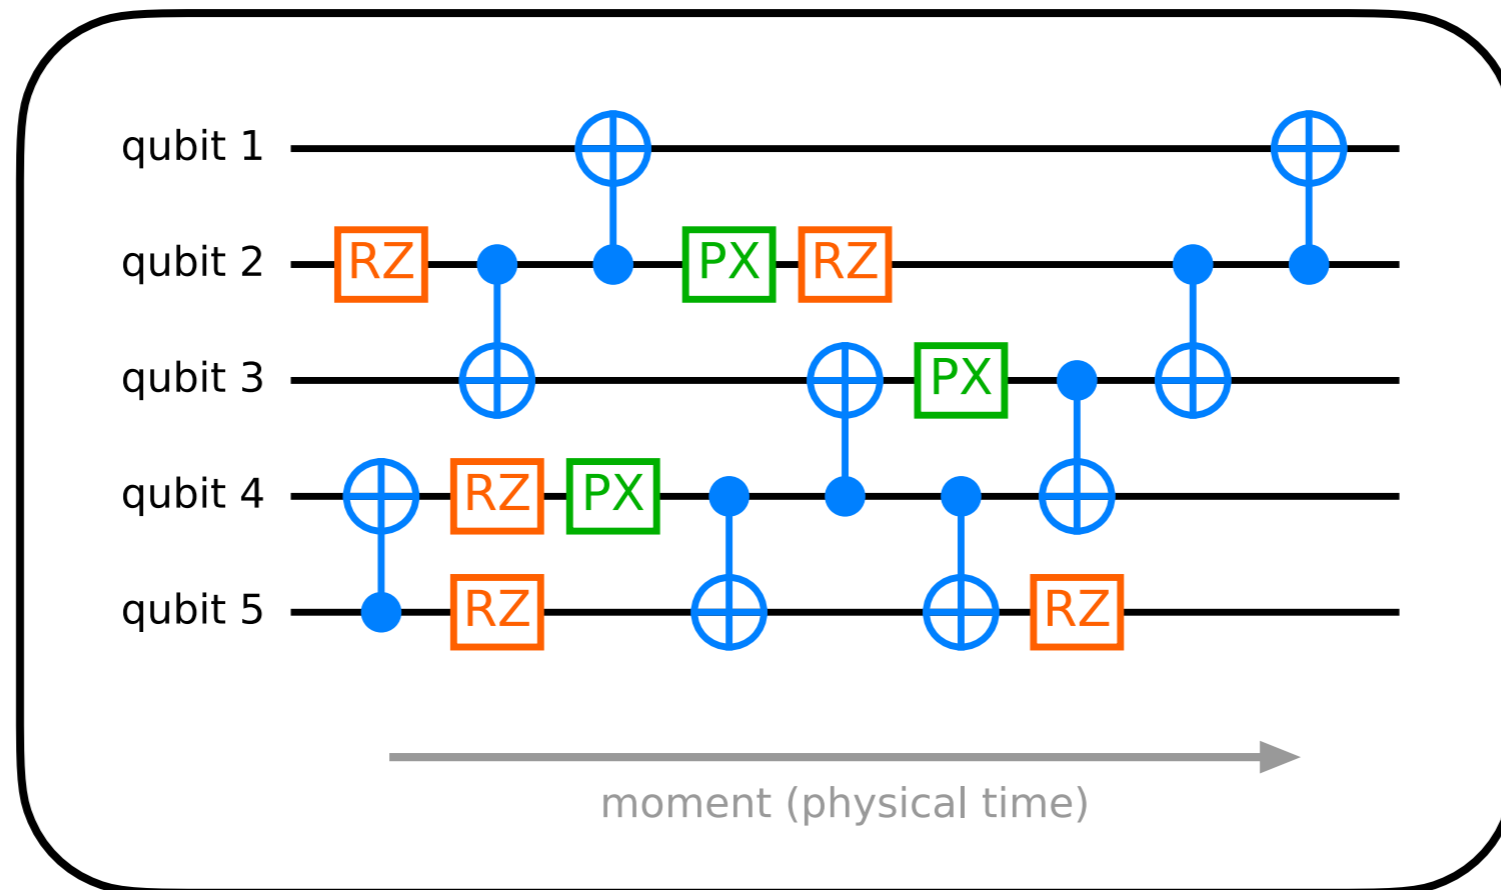 qubit 1
qubit 2 RZ PX RZ
qubit 3 PX
qubit 4 RZ PX
qubit 5 RZ RZ
moment (physical time)